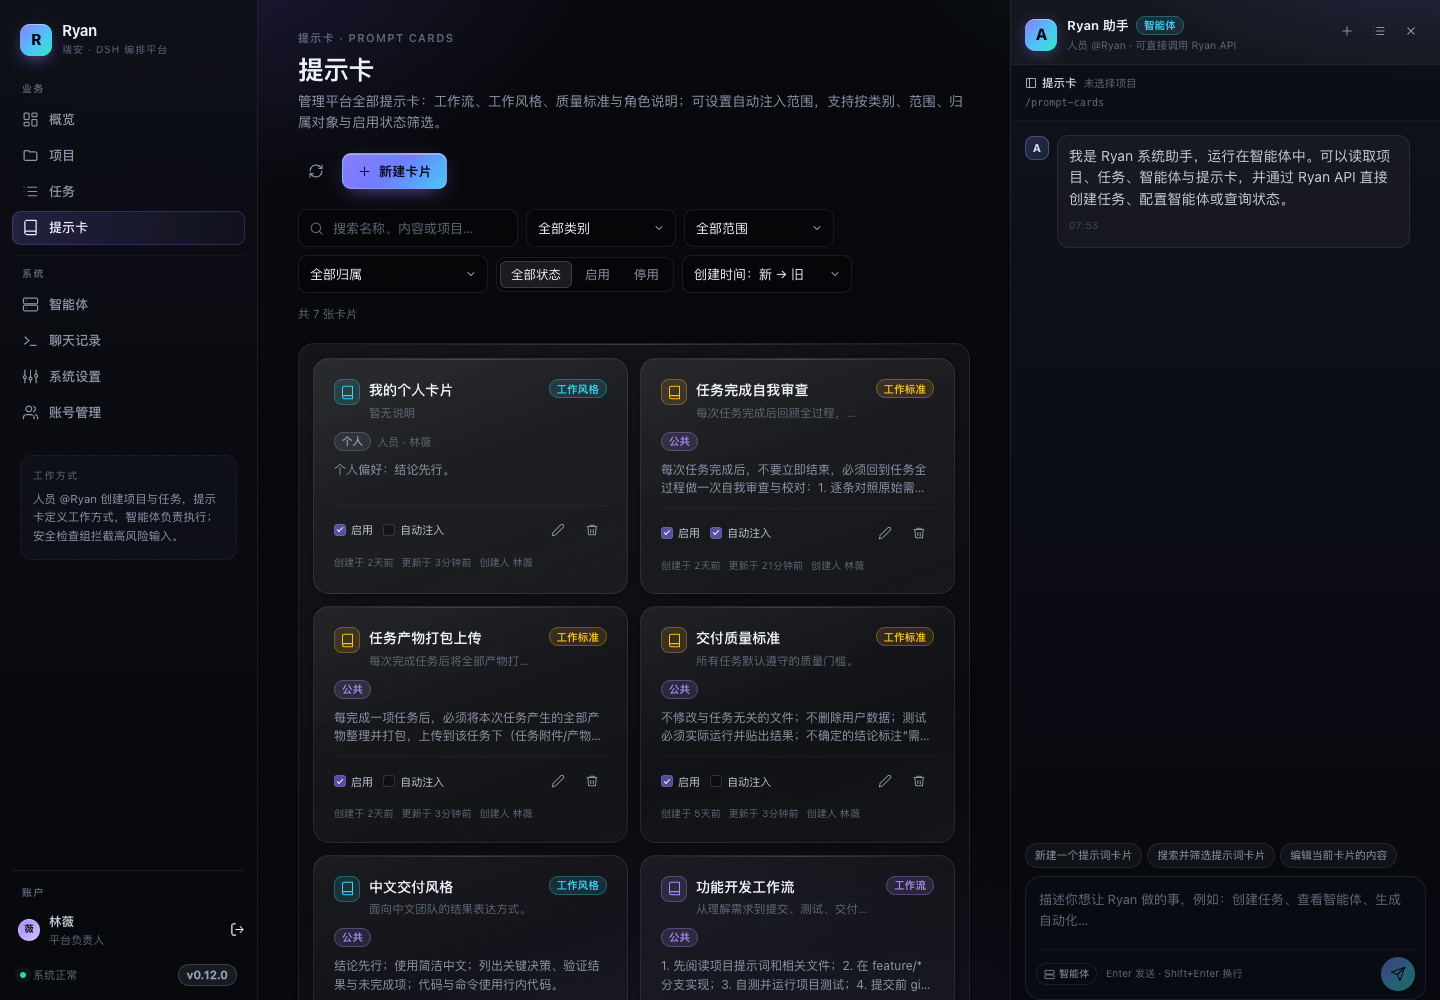 R
Ryan
瑞安 · DSH 编排平台
业务
概览
项目
任务
提示卡
系统
智能体
聊天记录
系统设置
账号管理
工作方式
人员 @Ryan 创建项目与任务，提示
卡定义工作方式，智能体负责执行；
安全检查组拦截高风险输入。
账户
薇
林薇
平台负责人
系统正常
v0.12.0
提示卡 · PROMPT CARDS
提示卡
管理平台全部提示卡：工作流、工作风格、质量标准与角色说明；可设置自动注入范围，支持按类别、范围、归
属对象与启用状态筛选。
新建卡片
搜索名称、内容或项目…
全部类别
全部范围
全部归属
全部状态
启用
停用
创建时间：新 → 旧
共 7 张卡片
我的个人卡片
工作风格
暂无说明
个人
人员 · 林薇
个人偏好：结论先行。
启用
自动注入
创建于 2天前 更新于 3分钟前 创建人 林薇
任务完成自我审查
工作标准
每次任务完成后回顾全过程，…
公共
每次任务完成后，不要立即结束，必须回到任务全
过程做一次自我审查与校对：1. 逐条对照原始需…
启用
自动注入
创建于 2天前 更新于 21分钟前 创建人 林薇
任务产物打包上传
工作标准
每次完成任务后将全部产物打…
公共
每完成一项任务后，必须将本次任务产生的全部产
物整理并打包，上传到该任务下（任务附件/产物…
启用
自动注入
创建于 2天前 更新于 3分钟前 创建人 林薇
交付质量标准
工作标准
所有任务默认遵守的质量门槛。
公共
不修改与任务无关的文件；不删除用户数据；测试
必须实际运行并贴出结果；不确定的结论标注“需…
启用
自动注入
创建于 5天前 更新于 3分钟前 创建人 林薇
中文交付风格
工作风格
面向中文团队的结果表达方式。
公共
结论先行；使用简洁中文；列出关键决策、验证结
果与未完成项；代码与命令使用行内代码。
功能开发工作流
工作流
从理解需求到提交、测试、交付…
公共
1. 先阅读项目提示词和相关文件；2. 在 feature/*
分支实现；3. 自测并运行项目测试；4. 提交前 gi…
A
Ryan 助手
智能体
人员 @Ryan · 可直接调用 Ryan API
提示卡 未选择项目
/prompt-cards
A
我是 Ryan 系统助手，运行在智能体中。可以读取项
目、任务、智能体与提示卡，并通过 Ryan API 直接
创建任务、配置智能体或查询状态。
07:53
新建一个提示词卡片
搜索并筛选提示词卡片
编辑当前卡片的内容
描述你想让 Ryan 做的事，例如：创建任务、查看智能体、生成
自动化…
智能体
Enter 发送 · Shift+Enter 换行